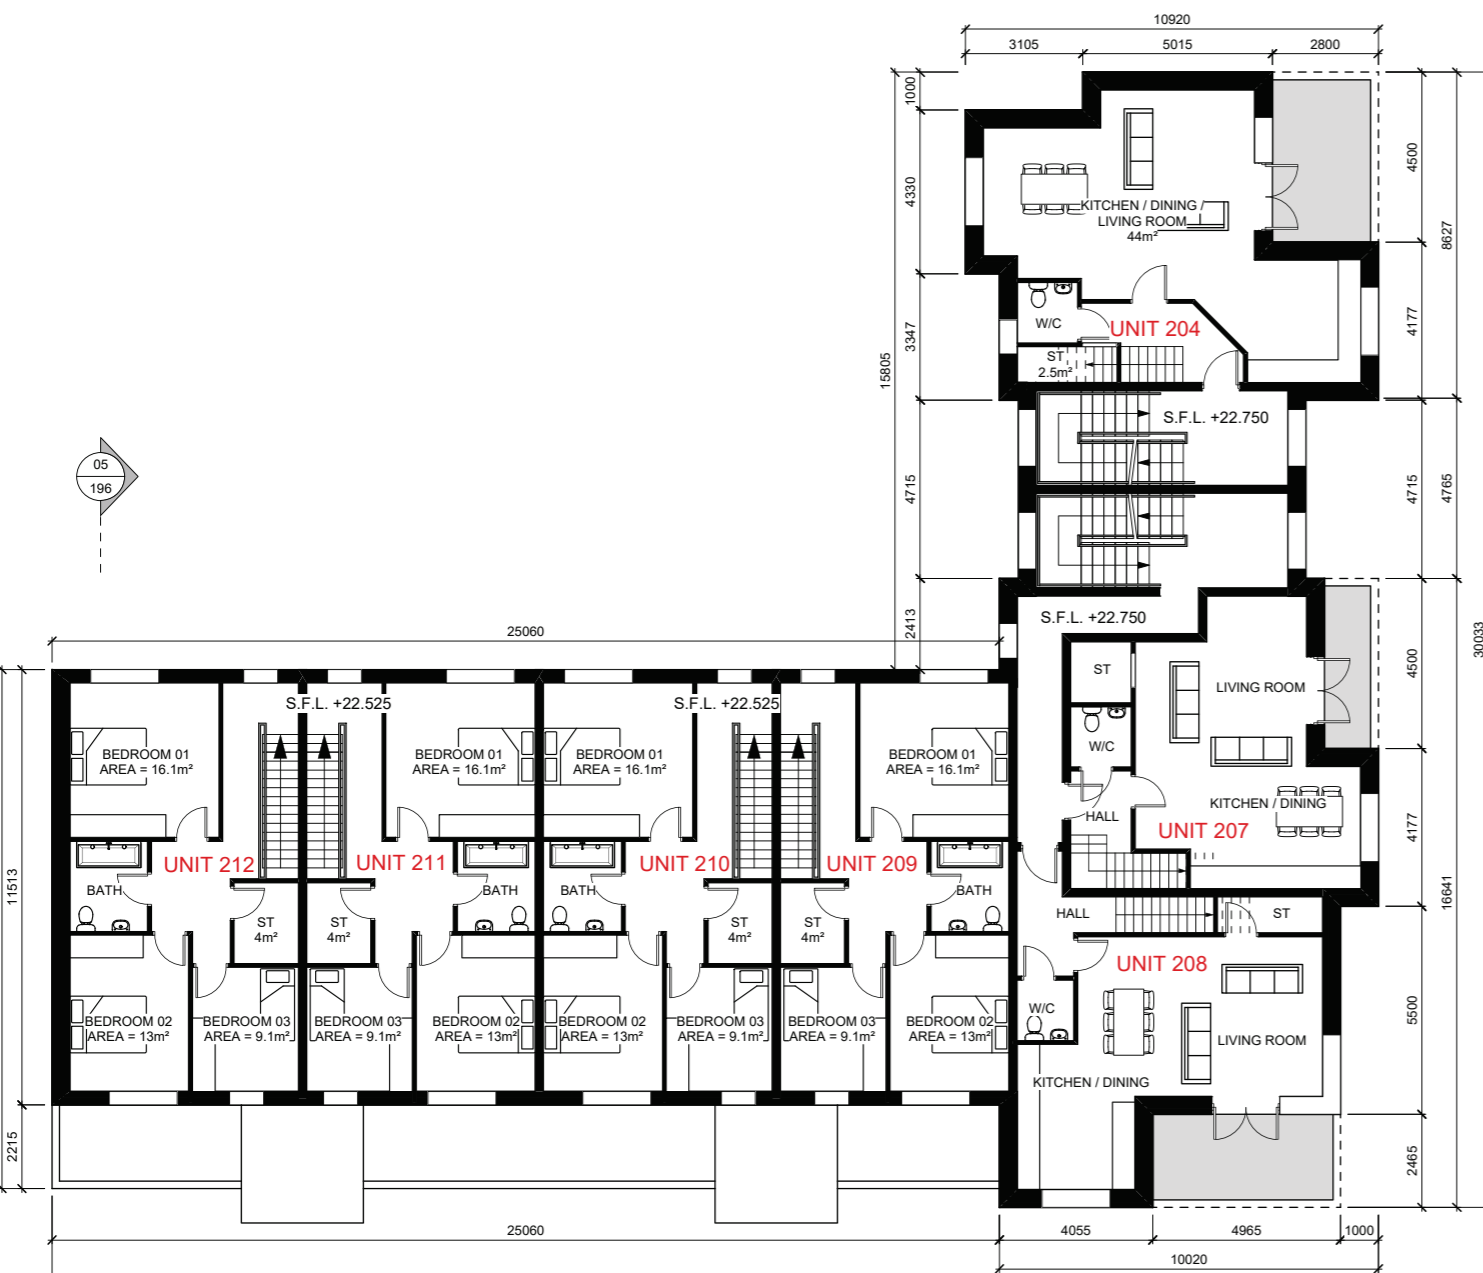 10920
3105
5015
2800
1000
4500
4330
KITCHEN / DINING /
LIVING ROOM
44m²
8627
W/C
UNIT 204
4177
3347
15805
ST
2.5m²
S.F.L. +22.750
05
196
4715
4715
4765
S.F.L. +22.750
2413
25060
30033
4500
ST
LIVING ROOM
W/C
S.F.L. +22.525
S.F.L. +22.525
BEDROOM 01
AREA = 16.1m²
BEDROOM 01
AREA = 16.1m²
BEDROOM 01
AREA = 16.1m²
BEDROOM 01
AREA = 16.1m²
KITCHEN / DINING
HALL
UNIT 207
4177
UNIT 212
UNIT 211
UNIT 210
UNIT 209
BATH
BATH
BATH
BATH
11513
16641
ST
4m²
ST
4m²
ST
4m²
ST
4m²
HALL
ST
UNIT 208
5500
W/C
BEDROOM 02
AREA = 13m²
BEDROOM 03
AREA = 9.1m²
BEDROOM 03
AREA = 9.1m²
BEDROOM 02
AREA = 13m²
BEDROOM 02
AREA = 13m²
BEDROOM 03
AREA = 9.1m²
BEDROOM 03
AREA = 9.1m²
BEDROOM 02
AREA = 13m²
LIVING ROOM
KITCHEN / DINING
2215
2465
25060
4055
4965
1000
10020